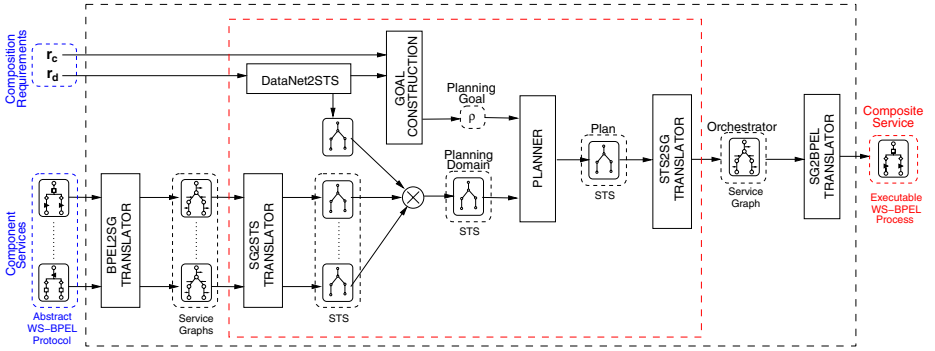 Composition
Requirements
r_c
r_d
DataNet2STS
GOAL
CONSTRUCTION
Planning
Goal
ρ
Planning
Domain
STS
PLANNER
Plan
STS
STS2SG
TRANSLATOR
Orchestrator
Service
Graph
SG2BPEL
TRANSLATOR
Composite
Service
Executable
WS-BPEL
Process
Component
Services
Abstract
WS-BPEL
Protocol
BPEL2SG
TRANSLATOR
Service
Graphs
SG2STS
TRANSLATOR
STS